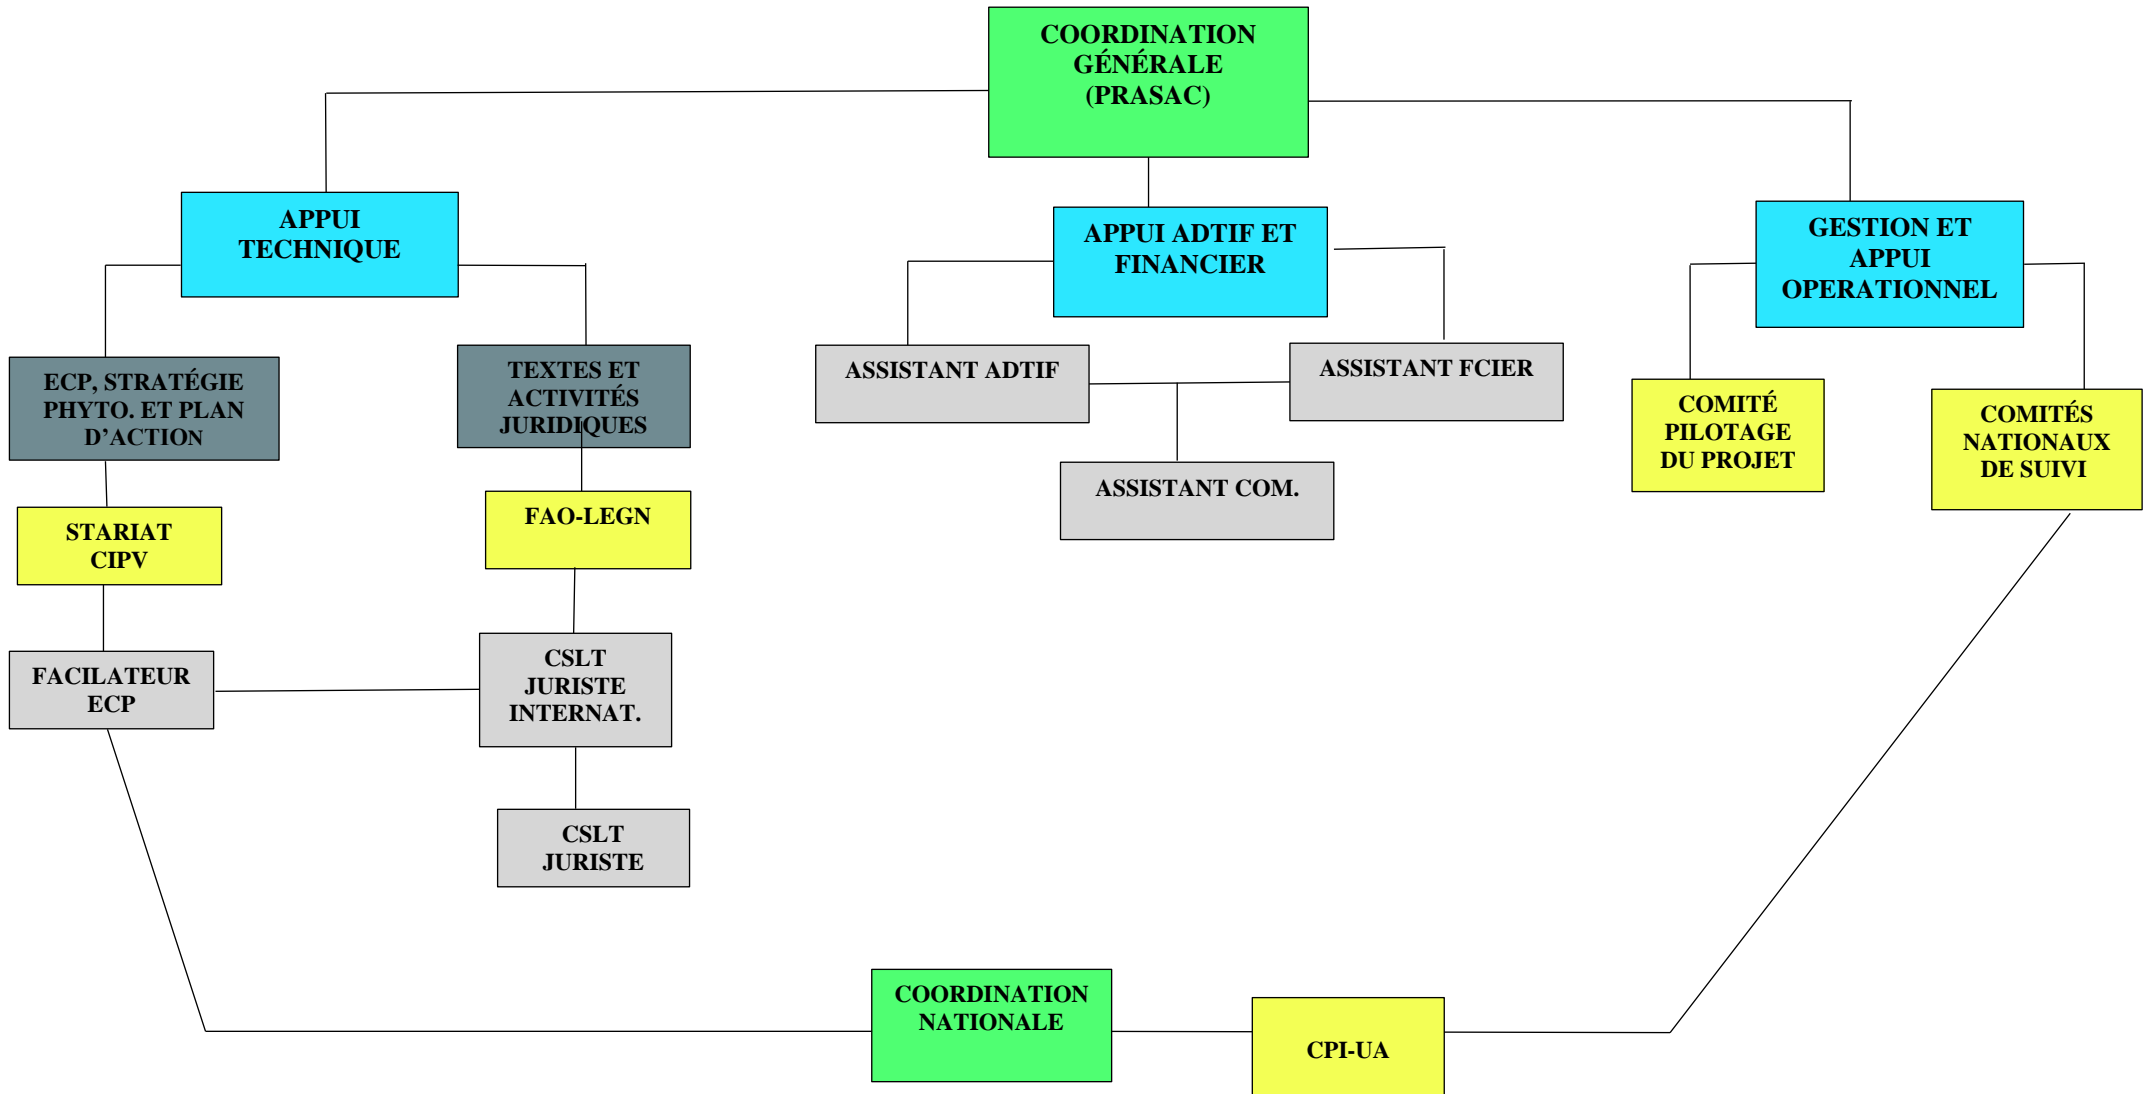 COORDINATION
GÉNÉRALE
(PRASAC)
APPUI
TECHNIQUE
APPUI ADTIF ET
FINANCIER
GESTION ET
APPUI
OPERATIONNEL
ECP, STRATÉGIE
PHYTO. ET PLAN
D’ACTION
TEXTES ET
ACTIVITÉS
JURIDIQUES
ASSISTANT ADTIF
ASSISTANT FCIER
COMITÉ
PILOTAGE
DU PROJET
COMITÉS
NATIONAUX
DE SUIVI
ASSISTANT COM.
STARIAT
CIPV
FAO-LEGN
FACILATEUR
ECP
CSLT
JURISTE
INTERNAT.
CSLT
JURISTE
COORDINATION
NATIONALE
CPI-UA